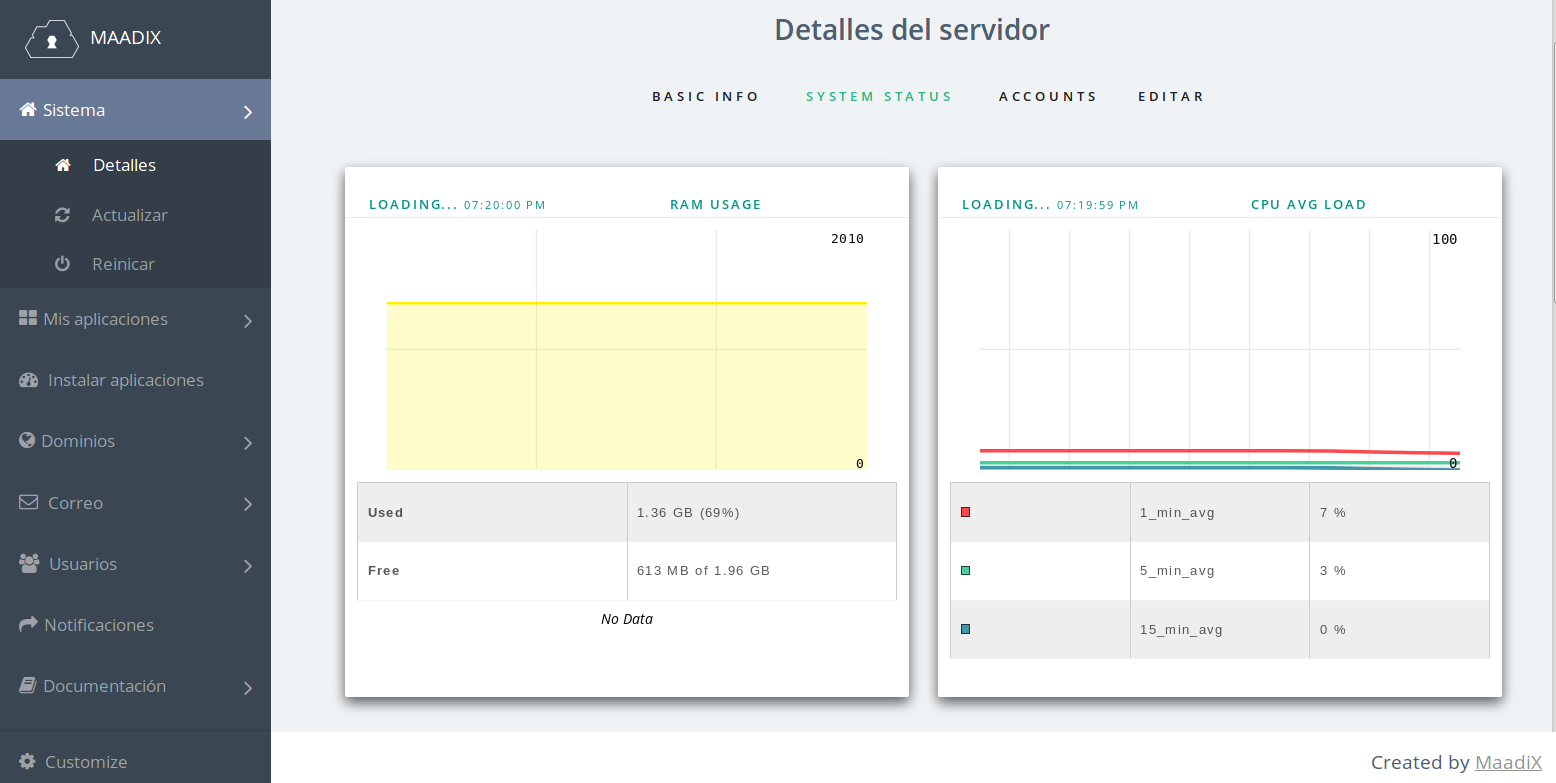 MAADIX
Sistema
Detalles
Actualizar
Reinicar
Mis aplicaciones
Instalar aplicaciones
Dominios
Correo
Usuarios
Notificaciones
Documentación
Customize
Detalles del servidor
BASIC INFO SYSTEM STATUS ACCOUNTS EDITAR
LOADING... 07:20:00 PM RAM USAGE
2010
0
Used 1.36 GB (69%)
Free 613 MB of 1.96 GB
No Data
LOADING... 07:19:59 PM CPU AVG LOAD
100
0
1_min_avg 7 %
5_min_avg 3 %
15_min_avg 0 %
Created by MaadiX